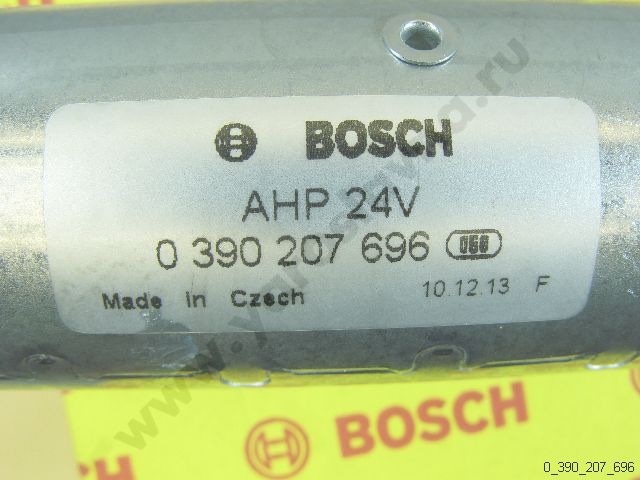 BOSCH
AHP 24V
0 390 207 696
Made in Czech
10.12.13 F
BOSCH
0_390_207_696